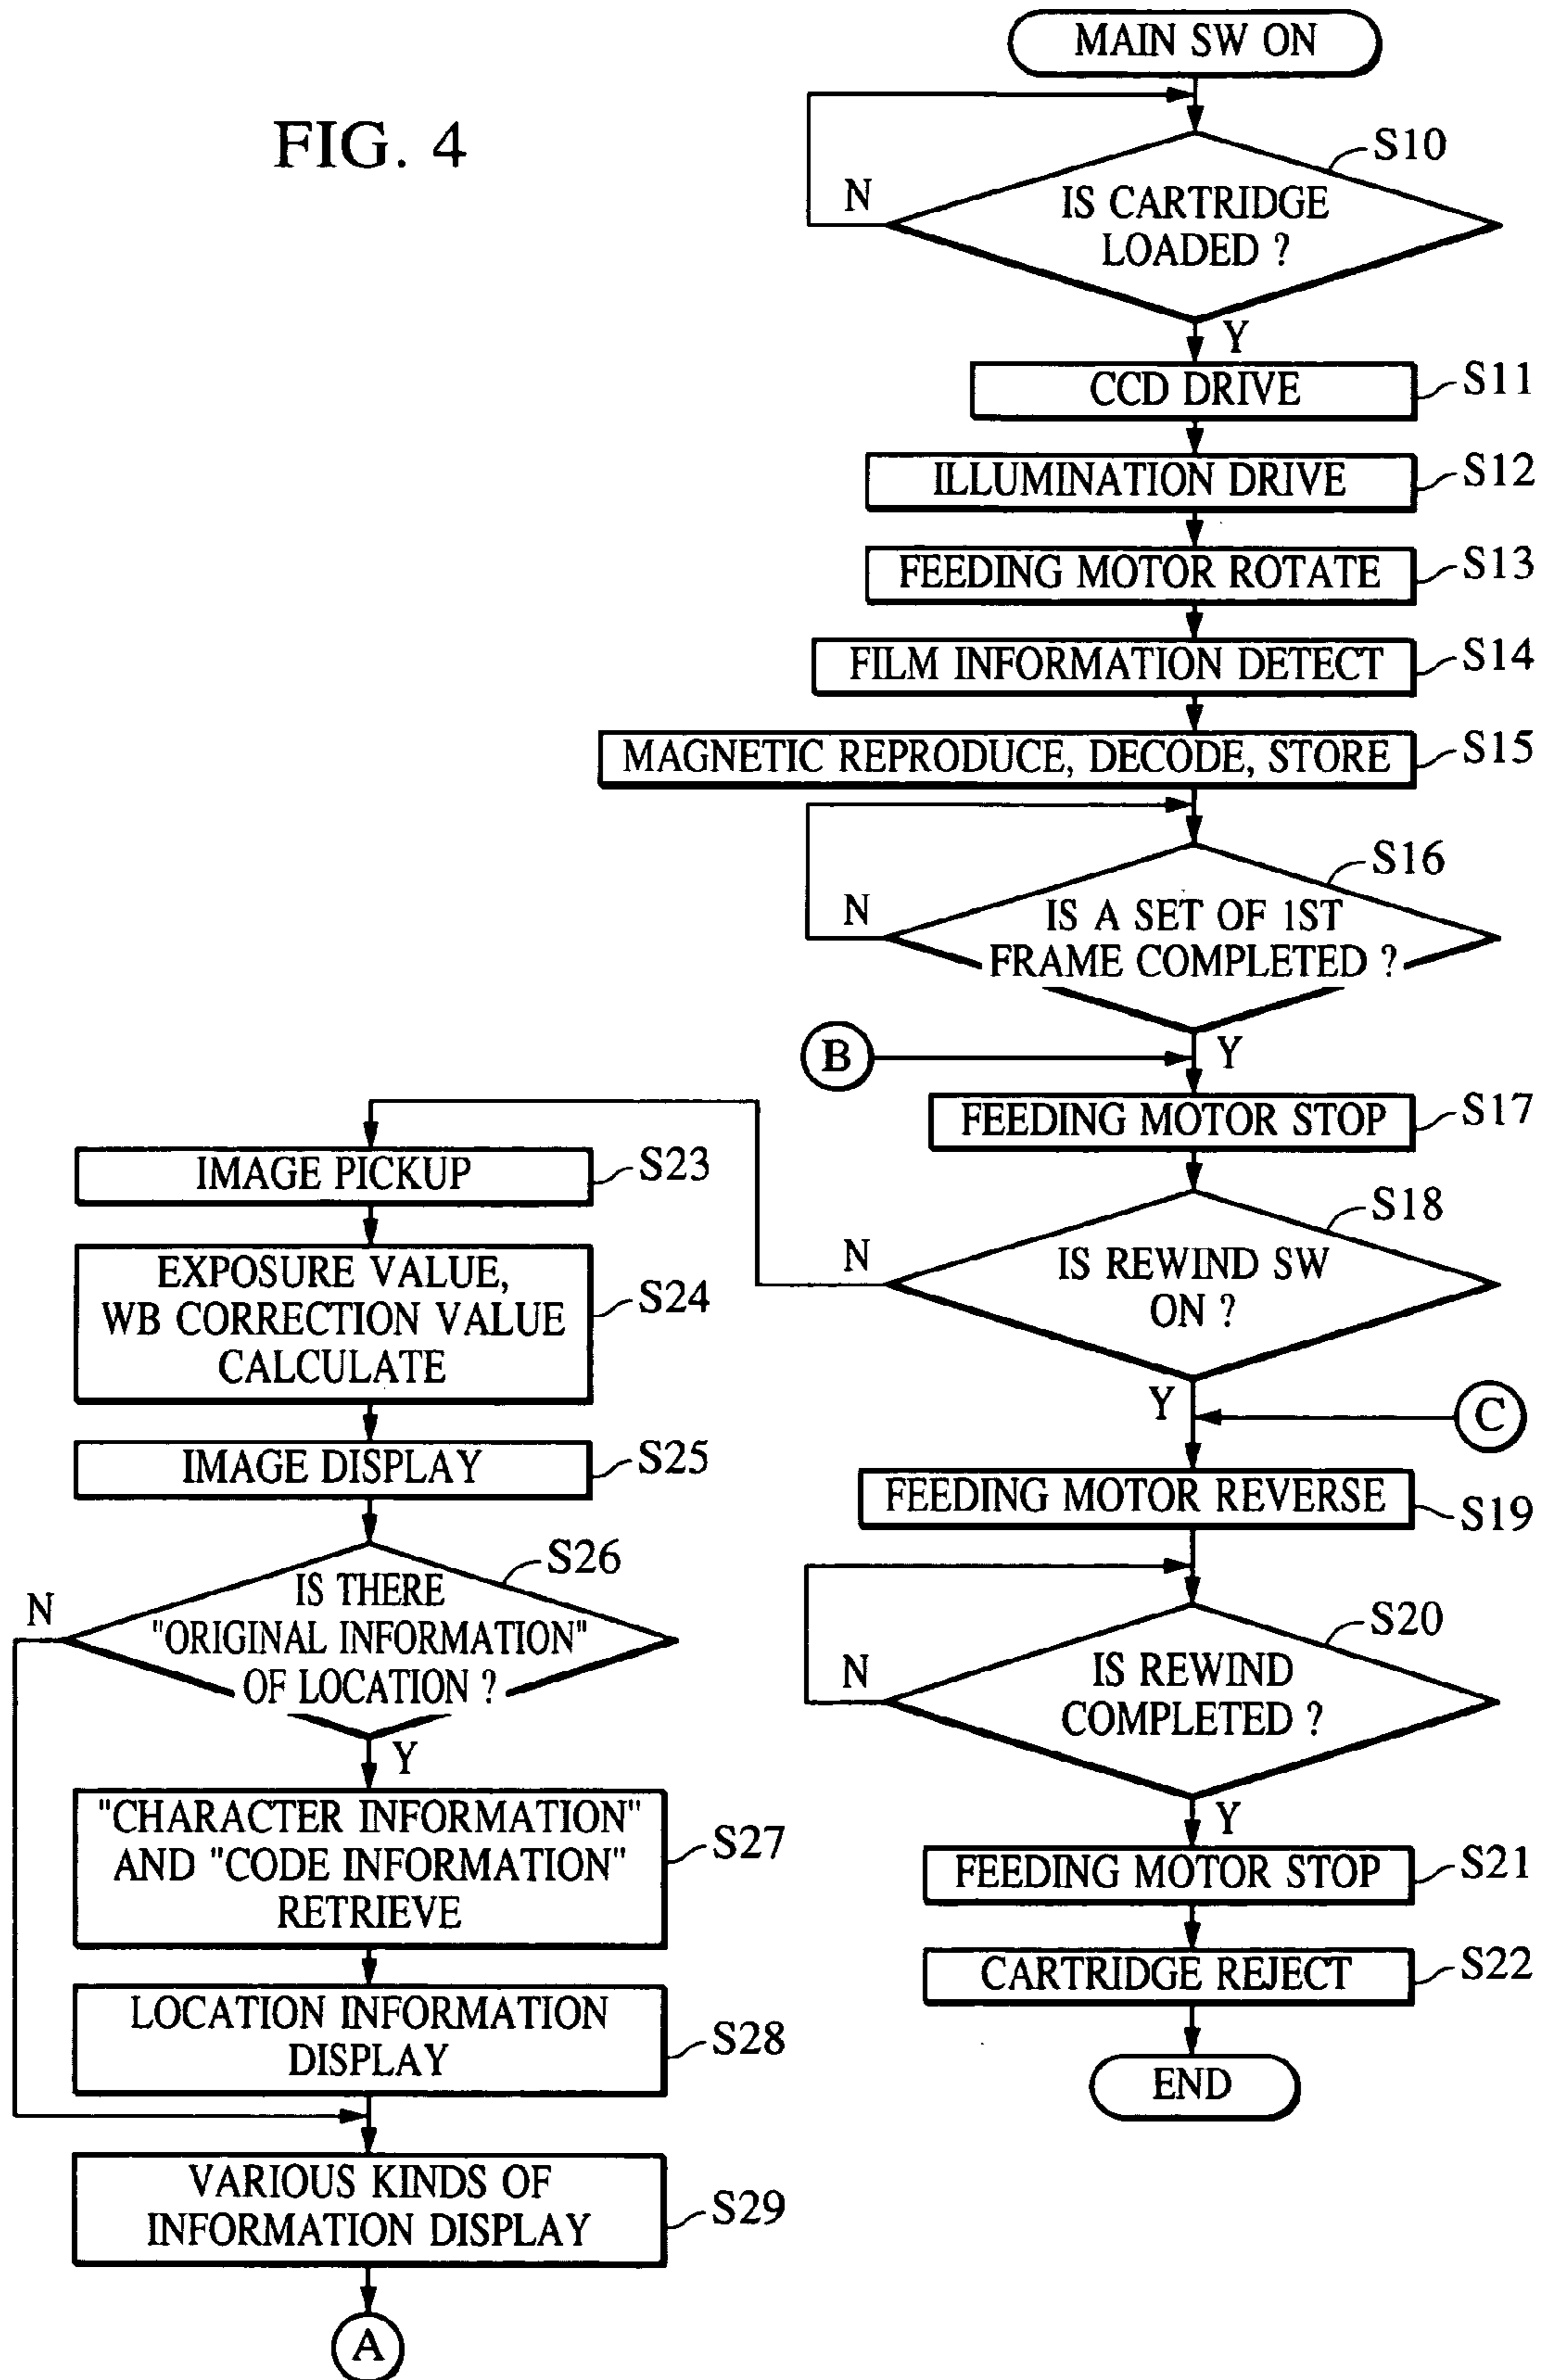 FIG. 4
MAIN SW ON
S10
N
IS CARTRIDGE
LOADED ?
Y
CCD DRIVE
S11
ILLUMINATION DRIVE
S12
FEEDING MOTOR ROTATE
S13
FILM INFORMATION DETECT
S14
MAGNETIC REPRODUCE, DECODE, STORE
S15
S16
N
IS A SET OF 1ST
FRAME COMPLETED ?
B
Y
FEEDING MOTOR STOP
S17
S18
N
IS REWIND SW
ON ?
Y
C
FEEDING MOTOR REVERSE
S19
S20
N
IS REWIND
COMPLETED ?
Y
FEEDING MOTOR STOP
S21
CARTRIDGE REJECT
S22
END
IMAGE PICKUP
S23
EXPOSURE VALUE,
WB CORRECTION VALUE
CALCULATE
S24
IMAGE DISPLAY
S25
S26
N
IS THERE
"ORIGINAL INFORMATION"
OF LOCATION ?
Y
"CHARACTER INFORMATION"
AND "CODE INFORMATION"
RETRIEVE
S27
LOCATION INFORMATION
DISPLAY
S28
VARIOUS KINDS OF
INFORMATION DISPLAY
S29
A